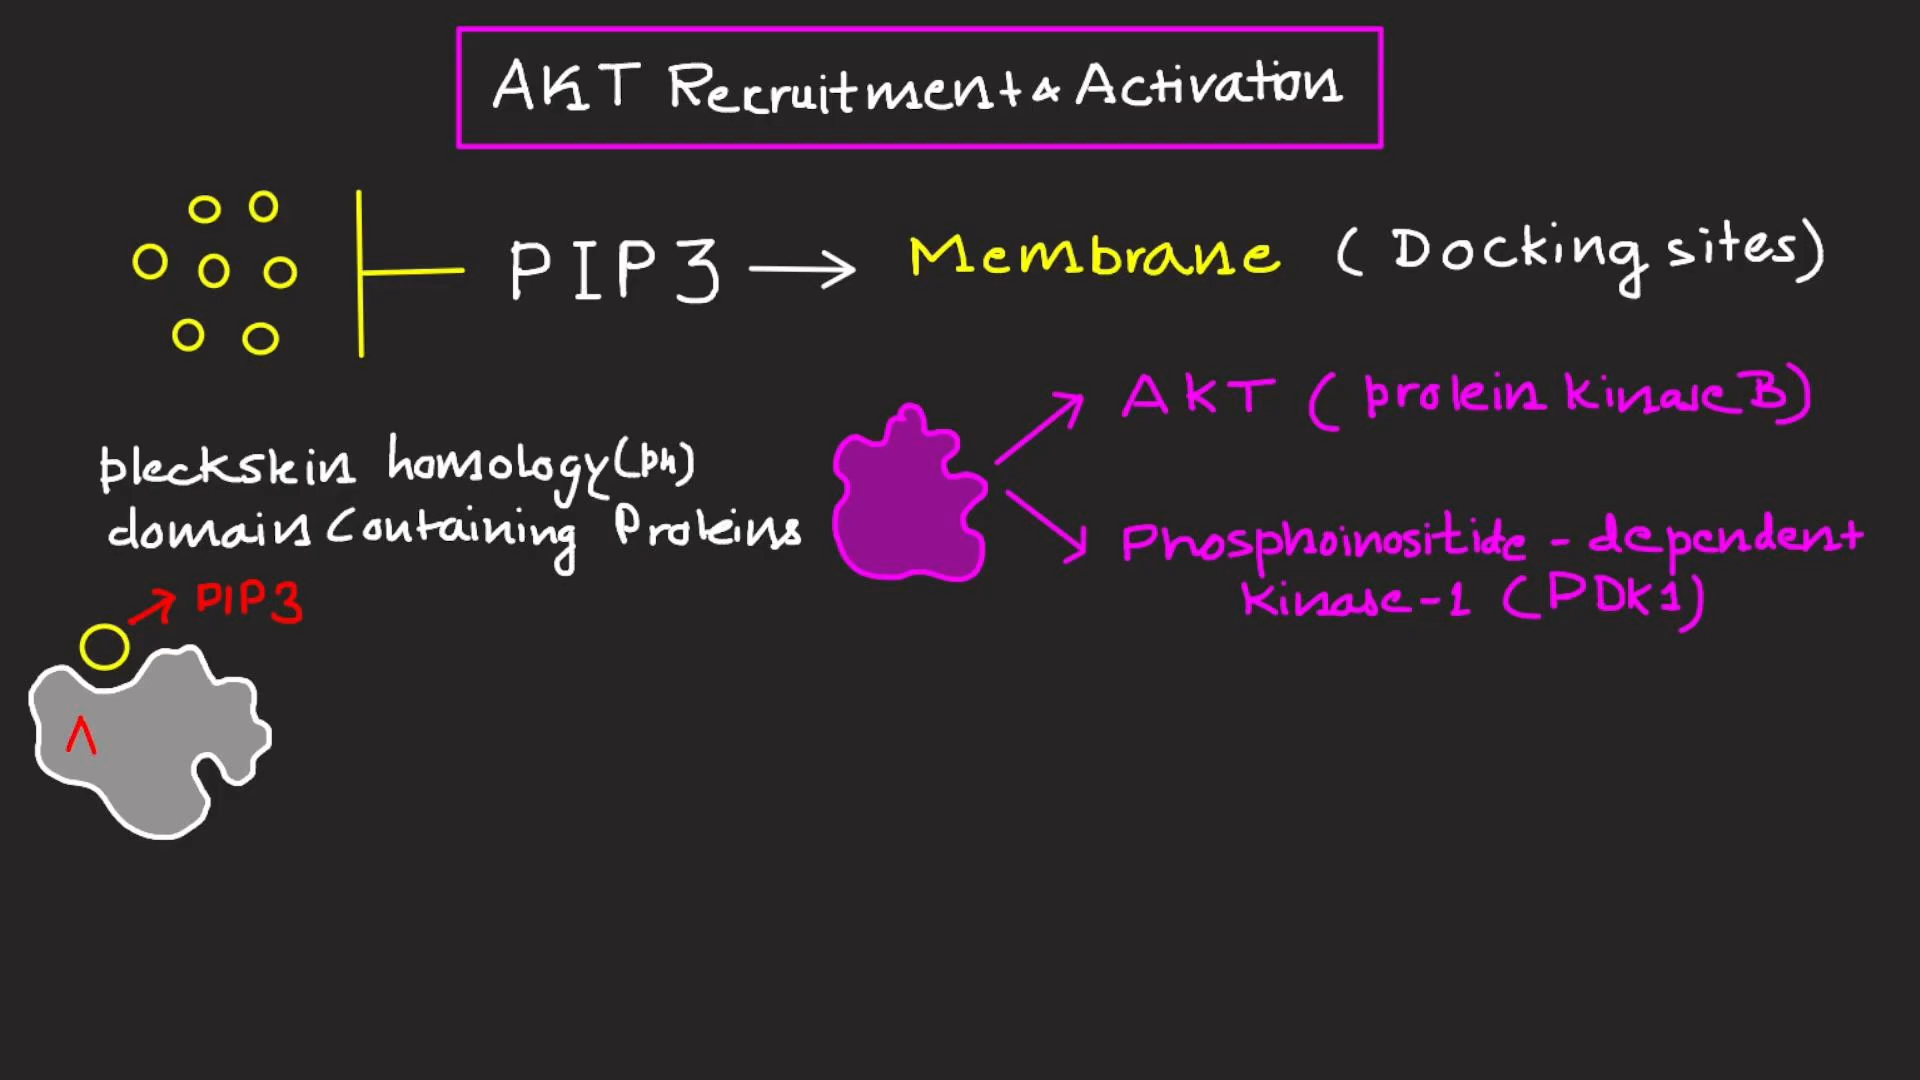 AKT Recruitment & Activation
PIP3 → Membrane (Docking sites)
AKT (protein kinase B)
pleckskin homology (ph)
domain containing Proteins
Phosphoinositide - dependent
kinase-1 (PDK1)
PIP3